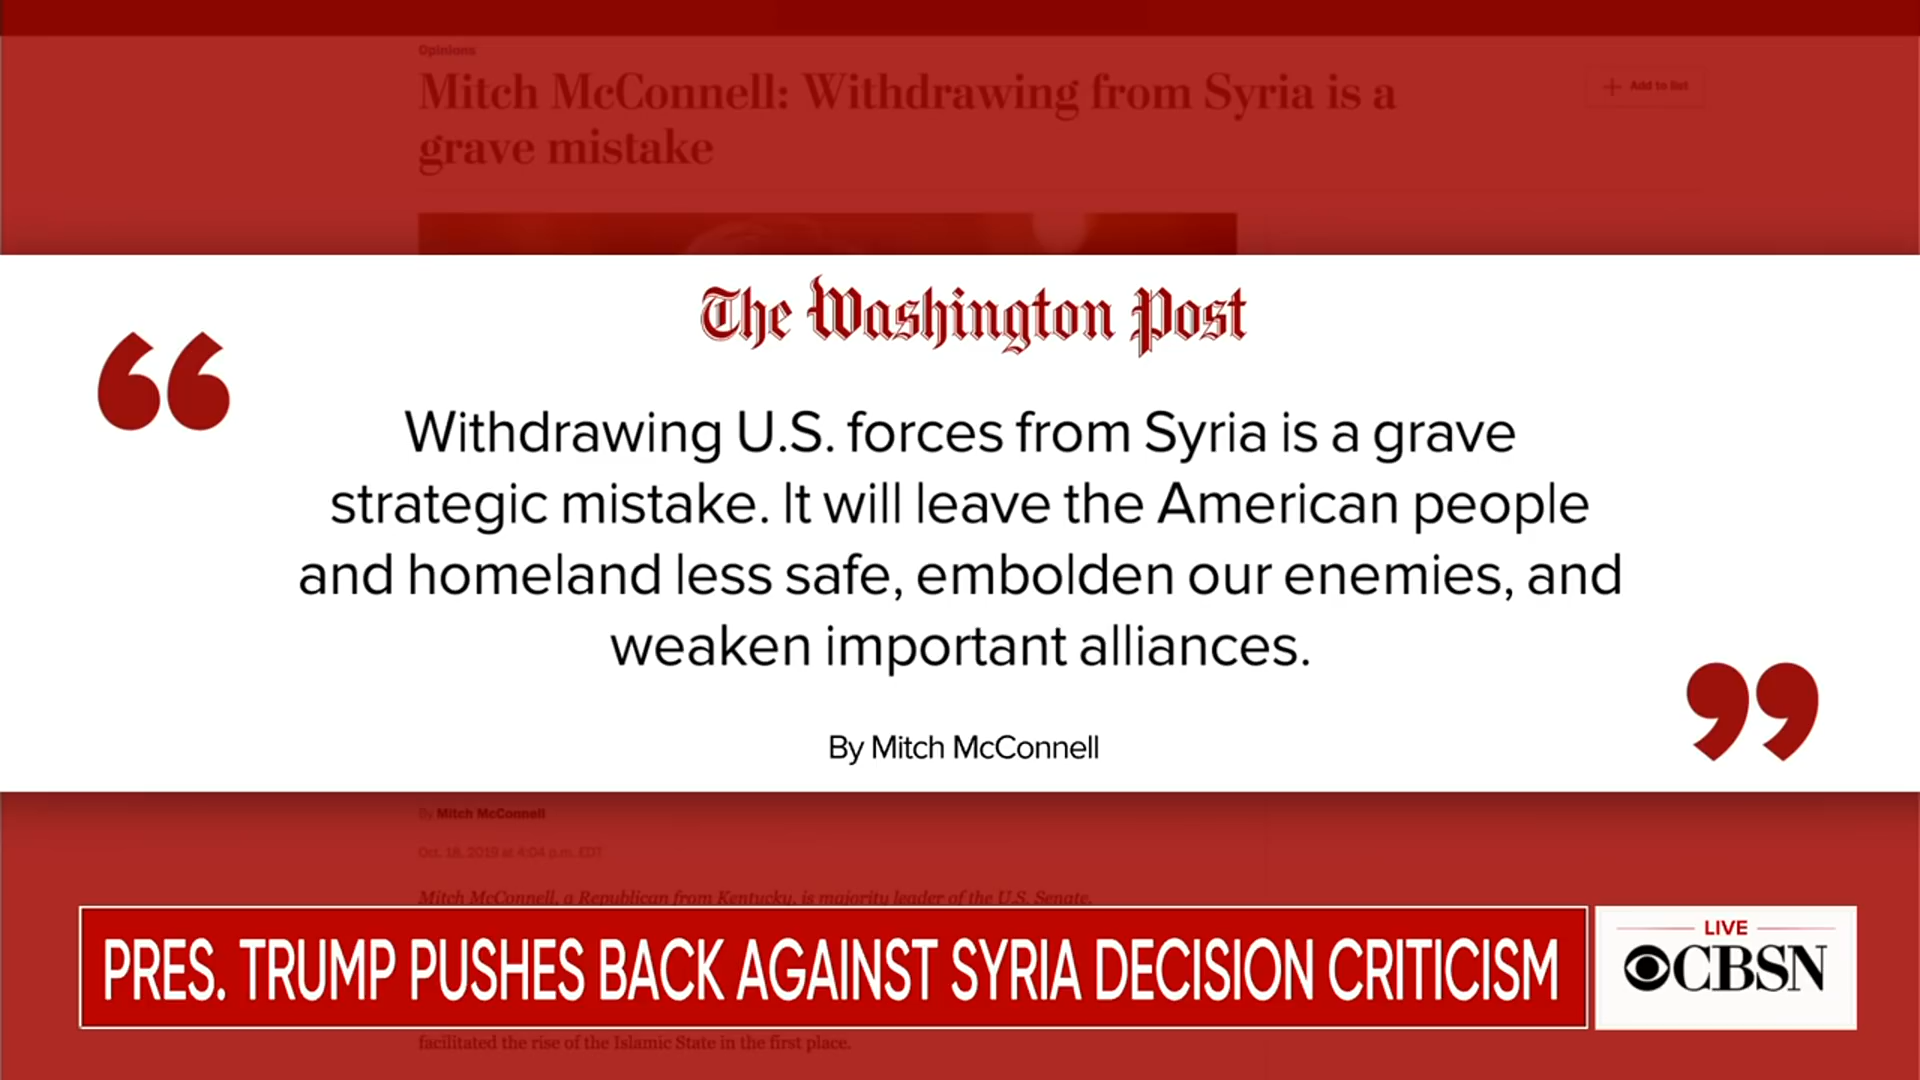 Opinions
Mitch McConnell: Withdrawing from Syria is a
grave mistake
Add to list
The Washington Post
“
Withdrawing U.S. forces from Syria is a grave
strategic mistake. It will leave the American people
and homeland less safe, embolden our enemies, and
weaken important alliances.
”
By Mitch McConnell
By Mitch McConnell
Oct. 18, 2019 at 4:04 p.m. EDT
Mitch McConnell, a Republican from Kentucky, is majority leader of the U.S. Senate.
PRES. TRUMP PUSHES BACK AGAINST SYRIA DECISION CRITICISM
LIVE
CBSN
facilitated the rise of the Islamic State in the first place.